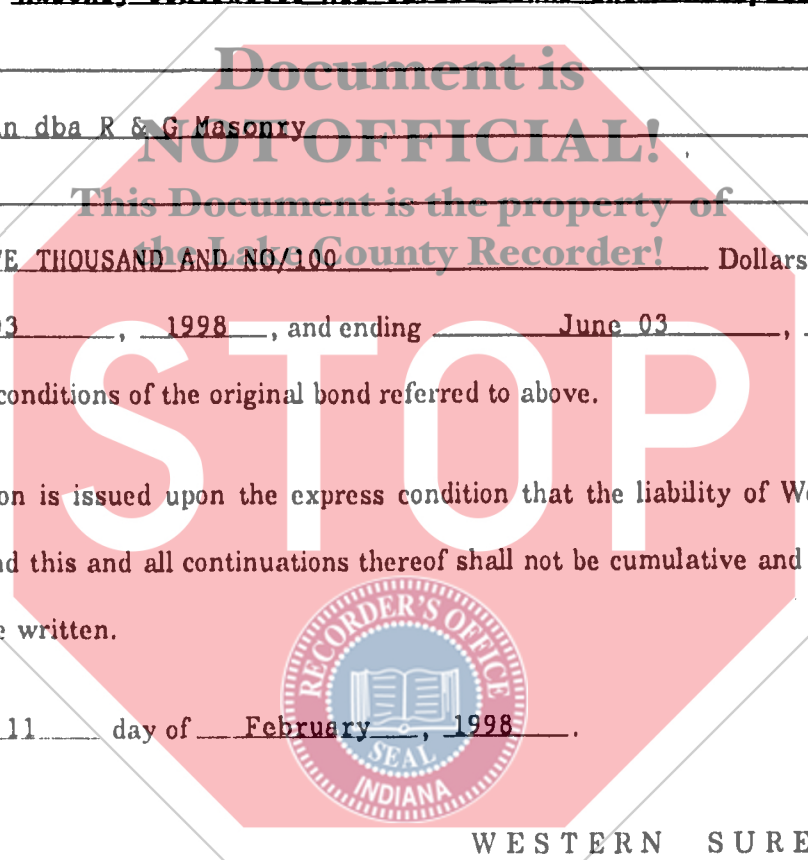 Document is
n dba R & G Masonry
NOT OFFICIAL!
This Document is the property of
E THOUSAND AND NO/100 Dollars
the Lake County Recorder!
3, 1998, and ending June 03,
STOP
conditions of the original bond referred to above.
on is issued upon the express condition that the liability of We
d this and all continuations thereof shall not be cumulative and
e written.
RECORDER'S OFFICE
SEAL
INDIANA
11 day of February, 1998.
WESTERN SURE